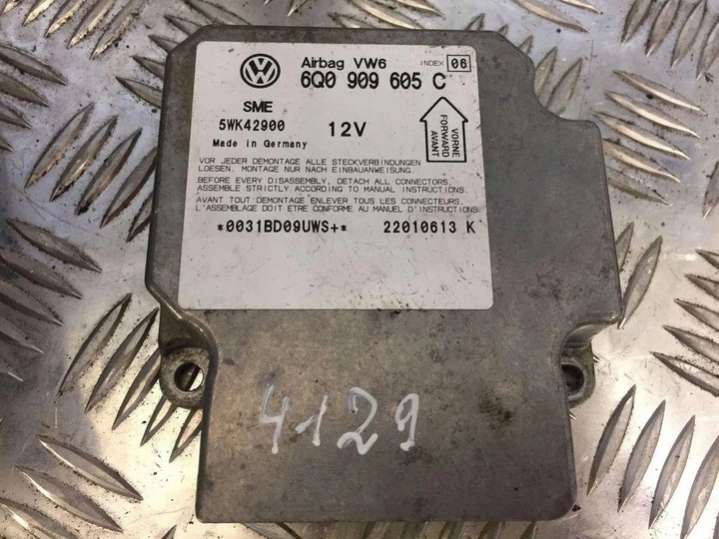 Airbag VW6 INDEX 06
6Q0 909 605 C
SME
5WK42900 12V
Made in Germany
VORNE
FORWARD
AVANT
VOR JEDER DEMONTAGE ALLE STECKVERBINDUNGEN
LOESEN. MONTAGE NUR NACH EINBAUANWEISUNG.
BEFORE EVERY DISASSEMBLY, DETACH ALL CONNECTORS.
ASSEMBLE STRICTLY ACCORDING TO MANUAL INSTRUCTIONS.
AVANT TOUT DEMONTAGE ENLEVER TOUS LES CONNECTEURS.
L'ASSEMBLAGE DOIT ETRE CONFORME AU MANUEL D'INSTRUCTIONS.
*0031BD09UWS+* 22010613 K
4129